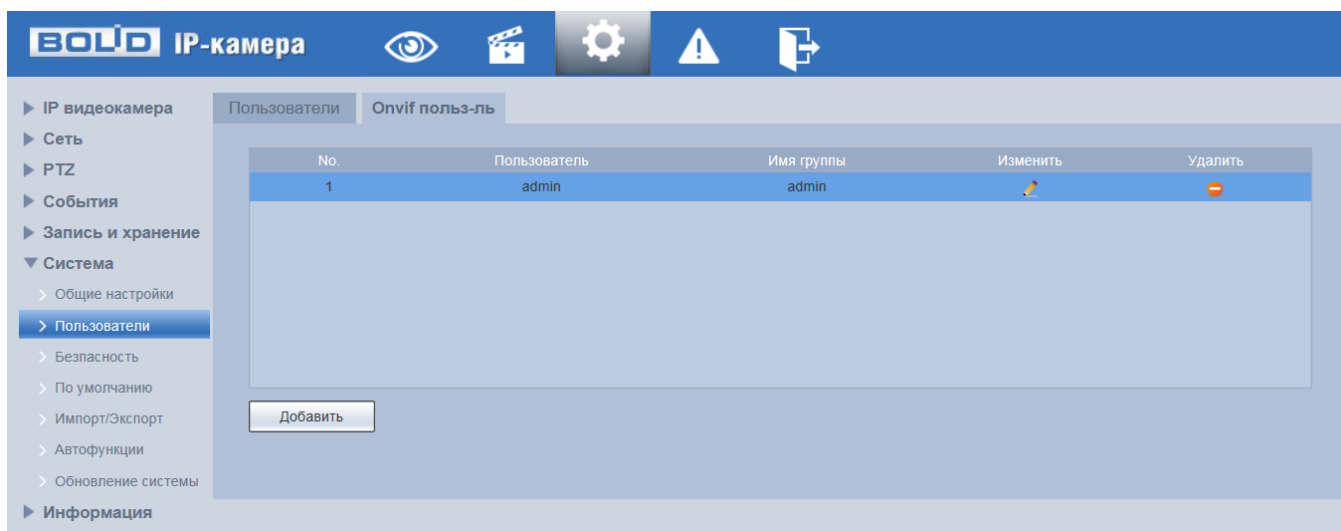 BOLID IP-камера
IP видеокамера
Сеть
PTZ
События
Запись и хранение
Система
Общие настройки
Пользователи
Безпасность
По умолчанию
Импорт/Экспорт
Автофункции
Обновление системы
Информация
Пользователи Onvif польз-ль
No. Пользователь Имя группы Изменить Удалить
1 admin admin
Добавить